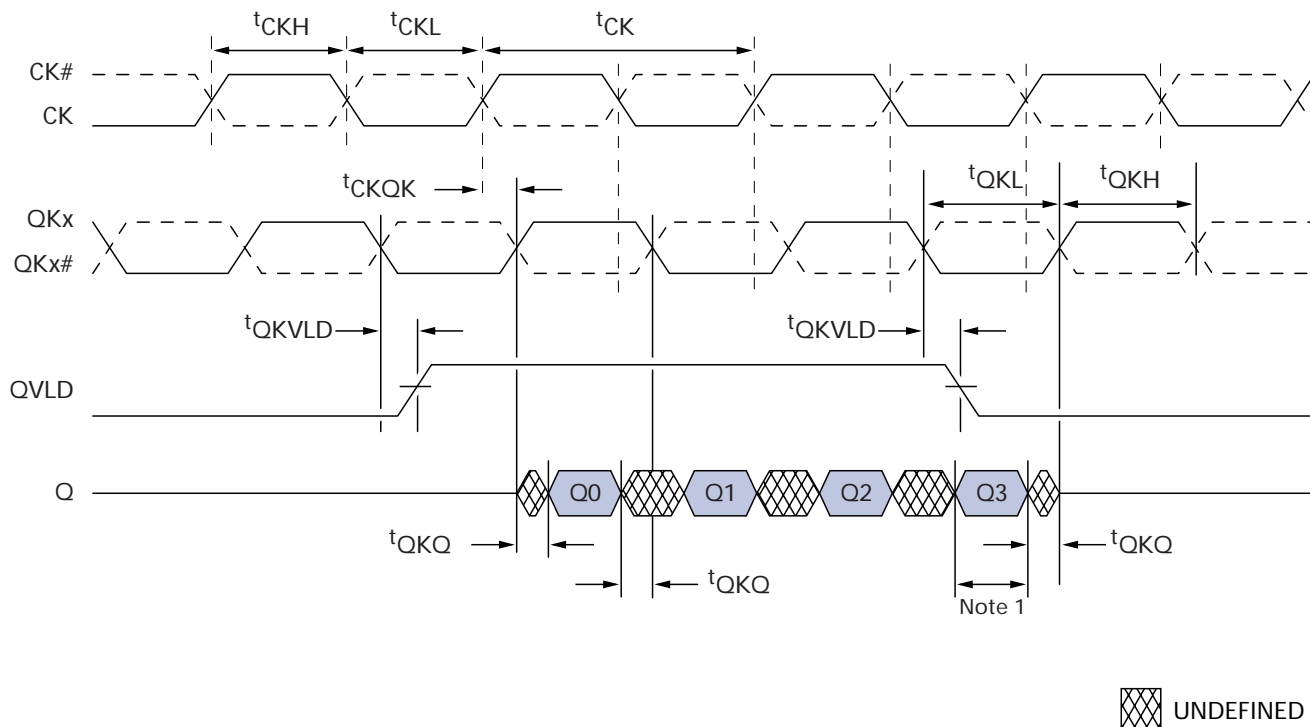 tCKH
tCKL
tCK
CK#
CK
tCKQK
tQKL
tQKH
QKx
QKx#
tQKVLD
tQKVLD
QVLD
Q
Q0
Q1
Q2
Q3
tQKQ
tQKQ
tQKQ
Note 1
UNDEFINED